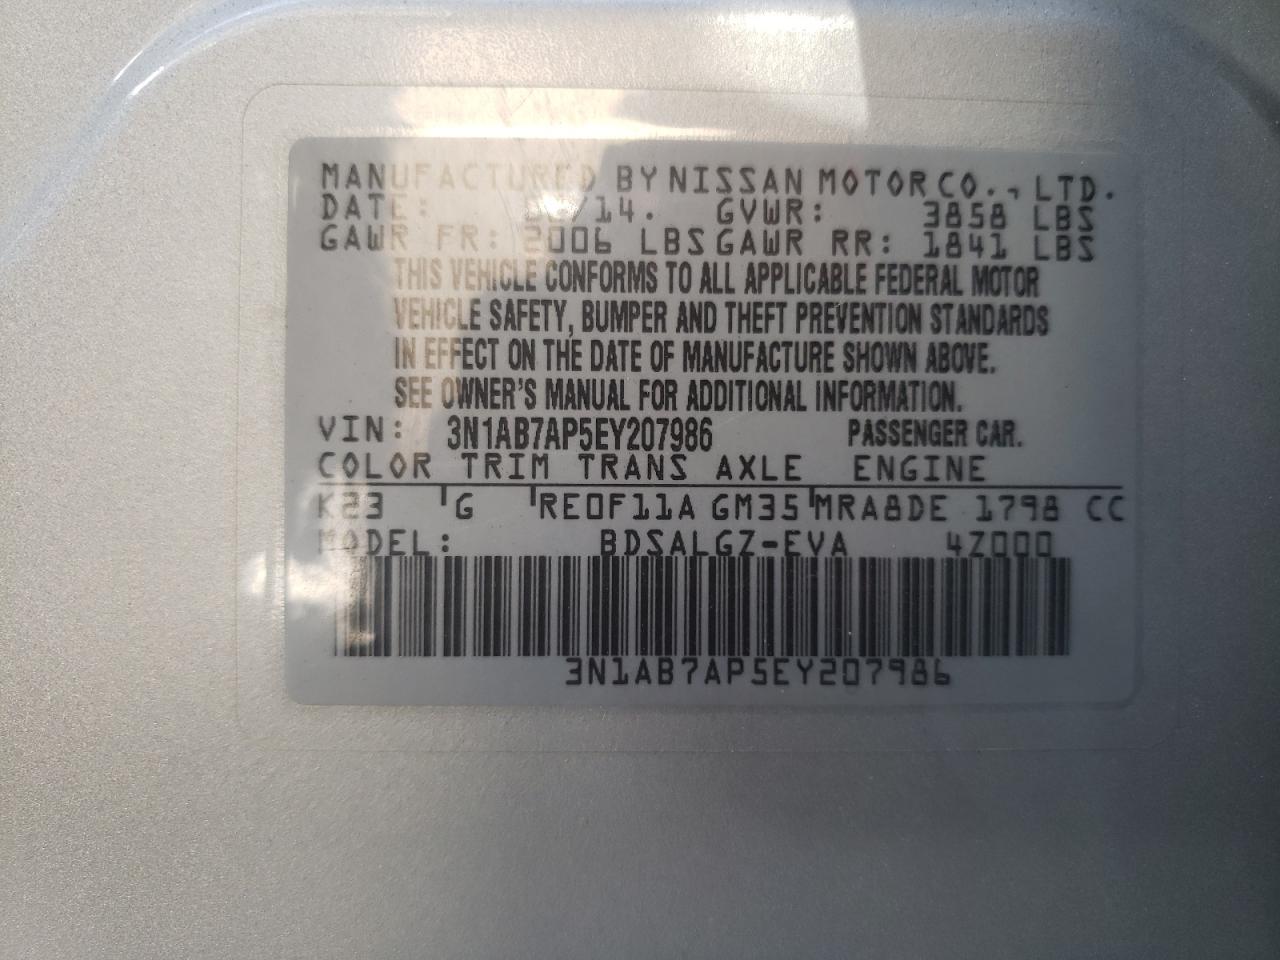 MANUFACTURED BY NISSAN MOTOR CO., LTD.
DATE: /14. GVWR: 3858 LBS
GAWR FR: 2006 LBS GAWR RR: 1841 LBS
THIS VEHICLE CONFORMS TO ALL APPLICABLE FEDERAL MOTOR
VEHICLE SAFETY, BUMPER AND THEFT PREVENTION STANDARDS
IN EFFECT ON THE DATE OF MANUFACTURE SHOWN ABOVE.
SEE OWNER'S MANUAL FOR ADDITIONAL INFORMATION.
VIN: 3N1AB7AP5EY207986 PASSENGER CAR.
COLOR TRIM TRANS AXLE ENGINE
K23 G RE0F11A GM35 MRA8DE 1798 CC
MODEL: BDSALGZ-EVA 4Z000
3N1AB7AP5EY207986